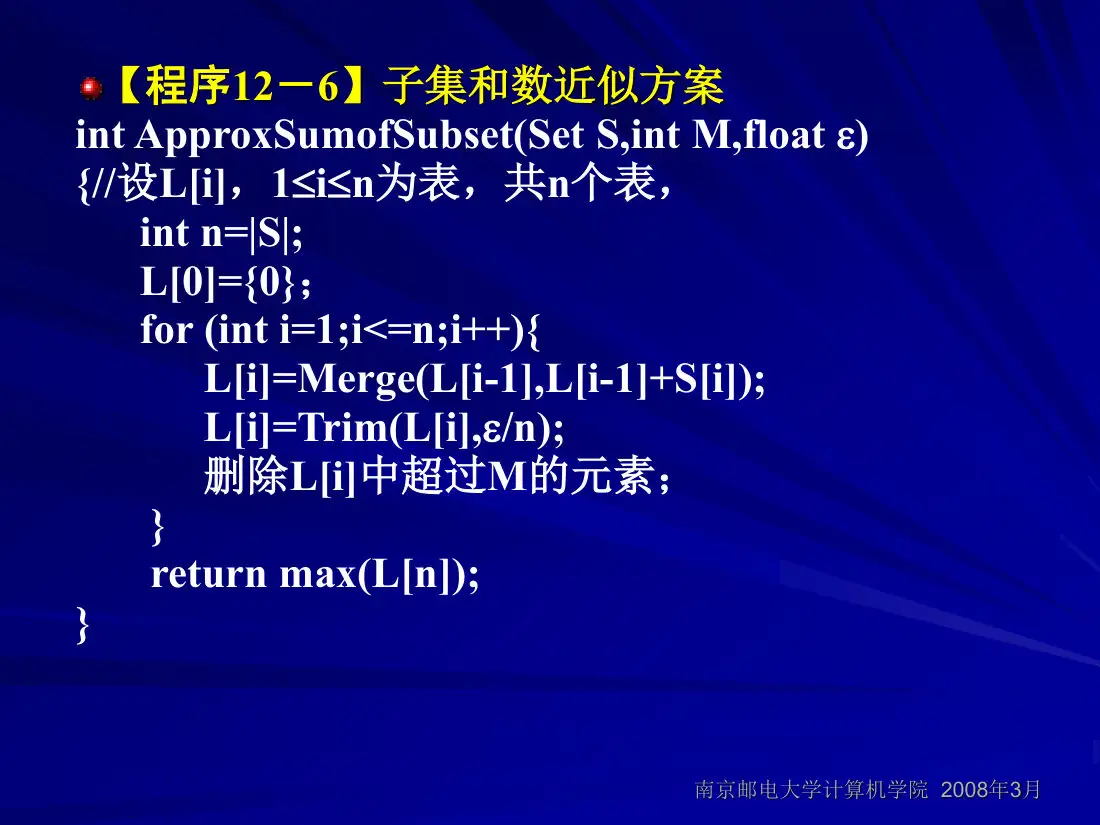 【程序12－6】子集和数近似方案
int ApproxSumofSubset(Set S,int M,float ε)
{//设L[i]，1≤i≤n为表，共n个表，
int n=|S|;
L[0]={0}；
for (int i=1;i<=n;i++){
L[i]=Merge(L[i-1],L[i-1]+S[i]);
L[i]=Trim(L[i],ε/n);
删除L[i]中超过M的元素；
}
return max(L[n]);
}
南京邮电大学计算机学院 2008年3月